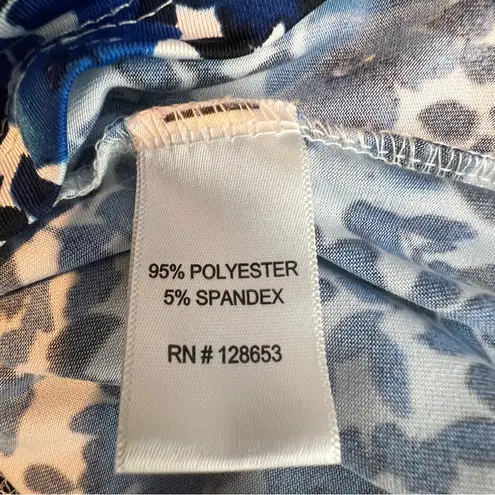 95% POLYESTER
5% SPANDEX
RN # 128653